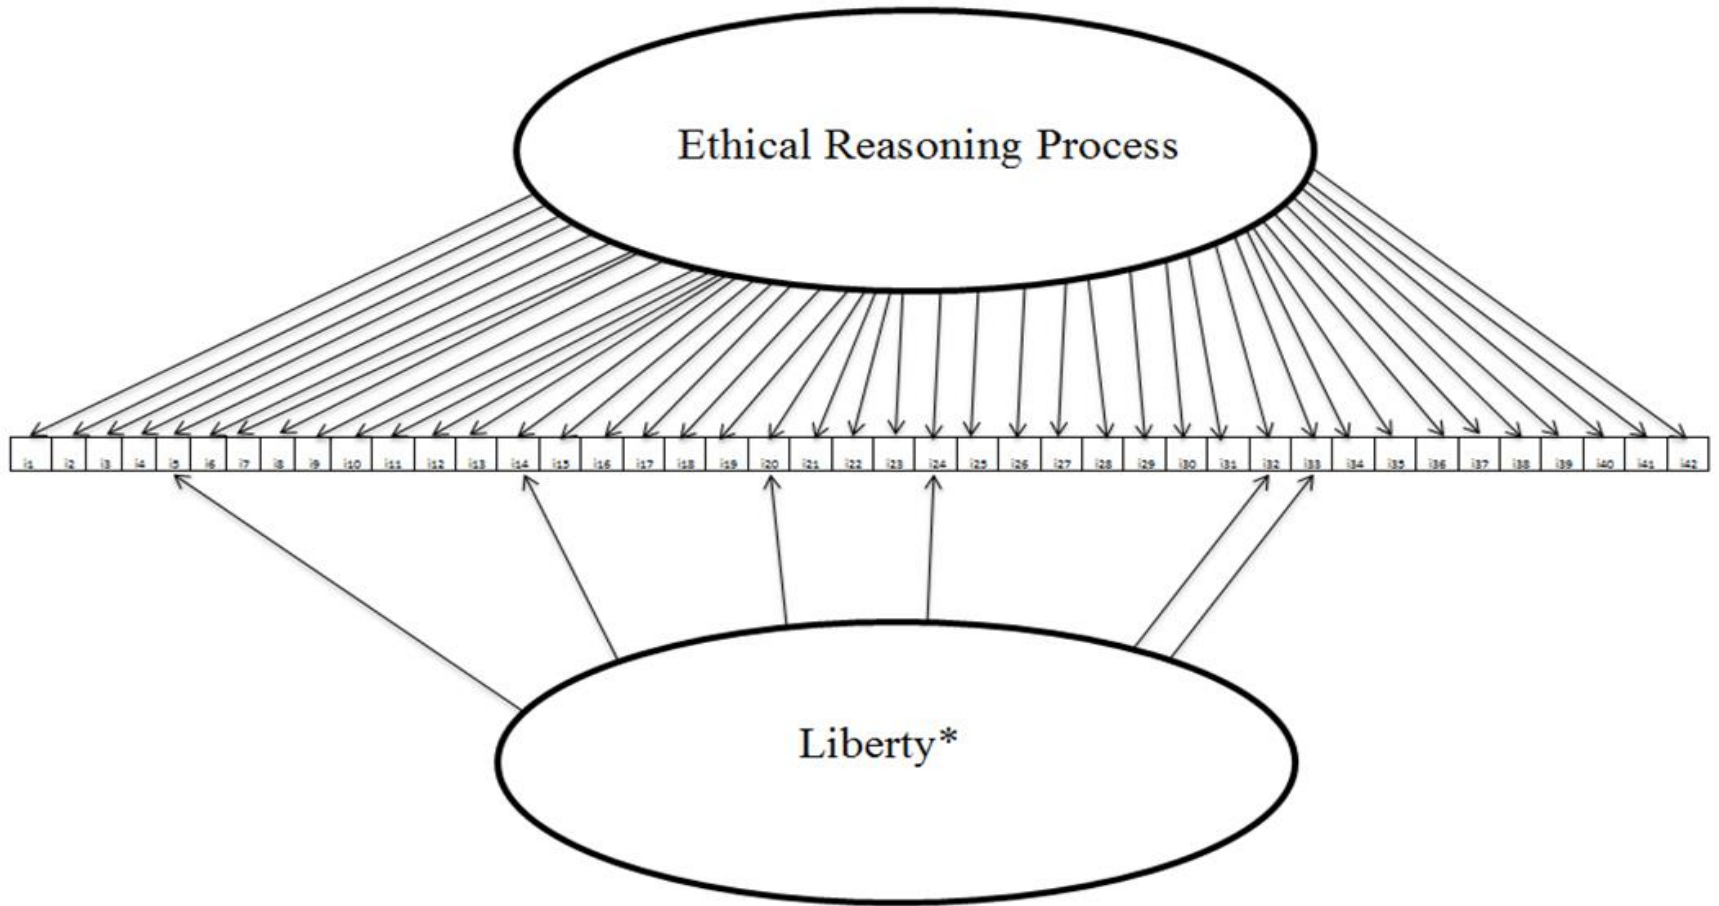 Ethical Reasoning Process
i1 i2 i3 i4 i5 i6 i7 i8 i9 i10 i11 i12 i13 i14 i15 i16 i17 i18 i19 i20 i21 i22 i23 i24 i25 i26 i27 i28 i29 i30 i31 i32 i33 i34 i35 i36 i37 i38 i39 i40 i41 i42
Liberty*